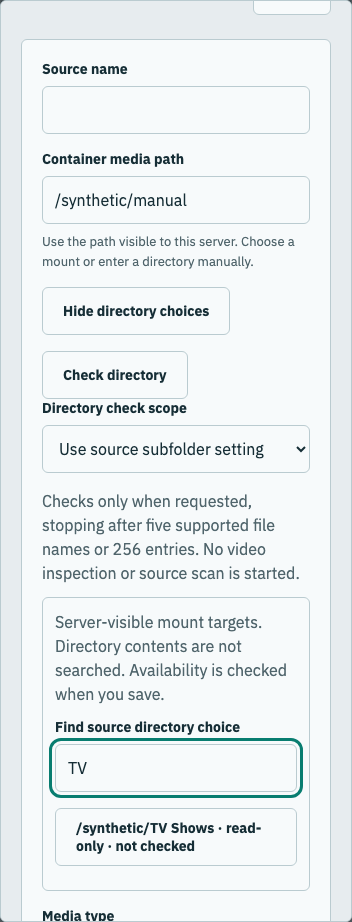 Source name
Container media path
/synthetic/manual
Use the path visible to this server. Choose a
mount or enter a directory manually.
Hide directory choices
Check directory
Directory check scope
Use source subfolder setting
Checks only when requested,
stopping after five supported file
names or 256 entries. No video
inspection or source scan is started.
Server-visible mount targets.
Directory contents are not
searched. Availability is checked
when you save.
Find source directory choice
TV
/synthetic/TV Shows · read-
only · not checked
Media type